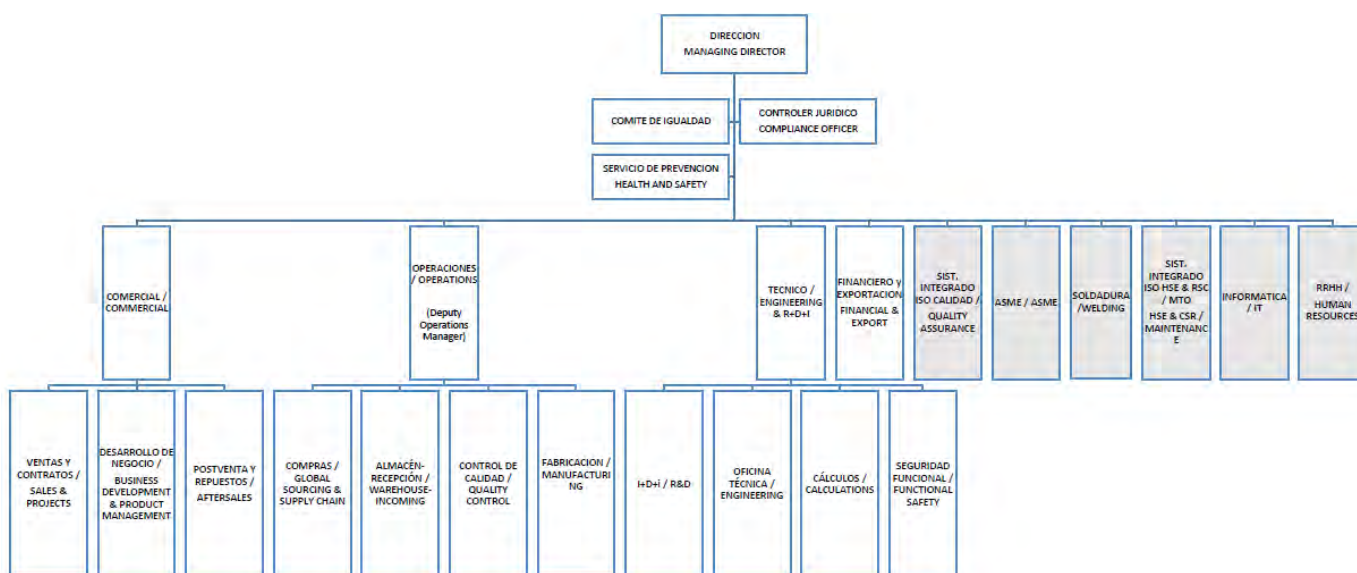 DIRECCION
MANAGING DIRECTOR
COMITE DE IGUALDAD
CONTROLER JURIDICO
COMPLIANCE OFFICER
SERVICIO DE PREVENCION
HEALTH AND SAFETY
COMERCIAL /
COMMERCIAL
OPERACIONES
/ OPERATIONS
(Deputy
Operations
Manager)
TECNICO /
ENGINEERING
& R+D+I
FINANCIERO y
EXPORTACION
FINANCIAL &
EXPORT
SIST.
INTEGRADO
ISO CALIDAD /
QUALITY
ASSURANCE
ASME / ASME
SOLDADURA
/WELDING
SIST.
INTEGRADO
ISO HSE & RSC
/ MTO
HSE & CSR /
MAINTENANC
E
INFORMATICA
/ IT
RRHH /
HUMAN
RESOURCES
VENTAS Y
CONTRATOS /
SALES &
PROJECTS
DESARROLLO DE
NEGOCIO /
BUSINESS
DEVELOPMENT
& PRODUCT
MANAGEMENT
POSTVENTA Y
REPUESTOS /
AFTERSALES
COMPRAS /
GLOBAL
SOURCING &
SUPPLY CHAIN
ALMACÉN-
RECEPCIÓN /
WAREHOUSE-
INCOMING
CONTROL DE
CALIDAD /
QUALITY
CONTROL
FABRICACION /
MANUFACTURI
NG
I+D+i / R&D
OFICINA
TÉCNICA /
ENGINEERING
CÁLCULOS /
CALCULATIONS
SEGURIDAD
FUNCIONAL /
FUNCTIONAL
SAFETY